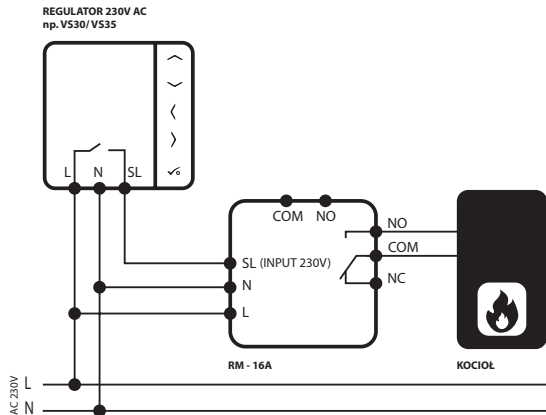 REGULATOR 230V AC
np. VS30/ VS35
L N SL
COM NO
NO
COM
NC
SL (INPUT 230V)
N
L
RM - 16A
KOCIOŁ
AC 230V
L
N